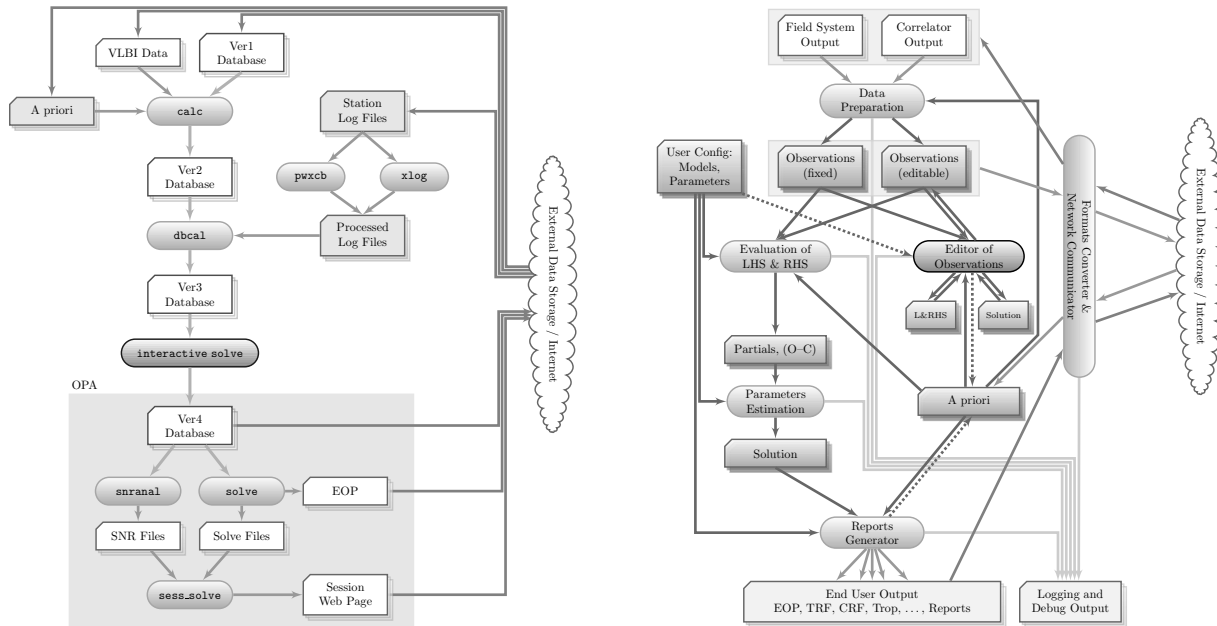 VLBI Data
Ver1
Database
A priori
calc
Station
Log Files
Ver2
Database
pwxcb
xlog
dbcal
Processed
Log Files
Ver3
Database
interactive solve
External Data Storage / Internet
OPA
Ver4
Database
snranal
solve
EOP
SNR Files
Solve Files
sess_solve
Session
Web Page
Field System
Output
Correlator
Output
Data
Preparation
User Config:
Models,
Parameters
Observations
(fixed)
Observations
(editable)
Evaluation of
LHS & RHS
Editor of
Observations
L&RHS
Solution
Partials, (O–C)
Parameters
Estimation
A priori
Solution
Reports
Generator
End User Output
EOP, TRF, CRF, Trop, ..., Reports
Logging and
Debug Output
Formats Converter &
Network Communicator
External Data Storage / Internet